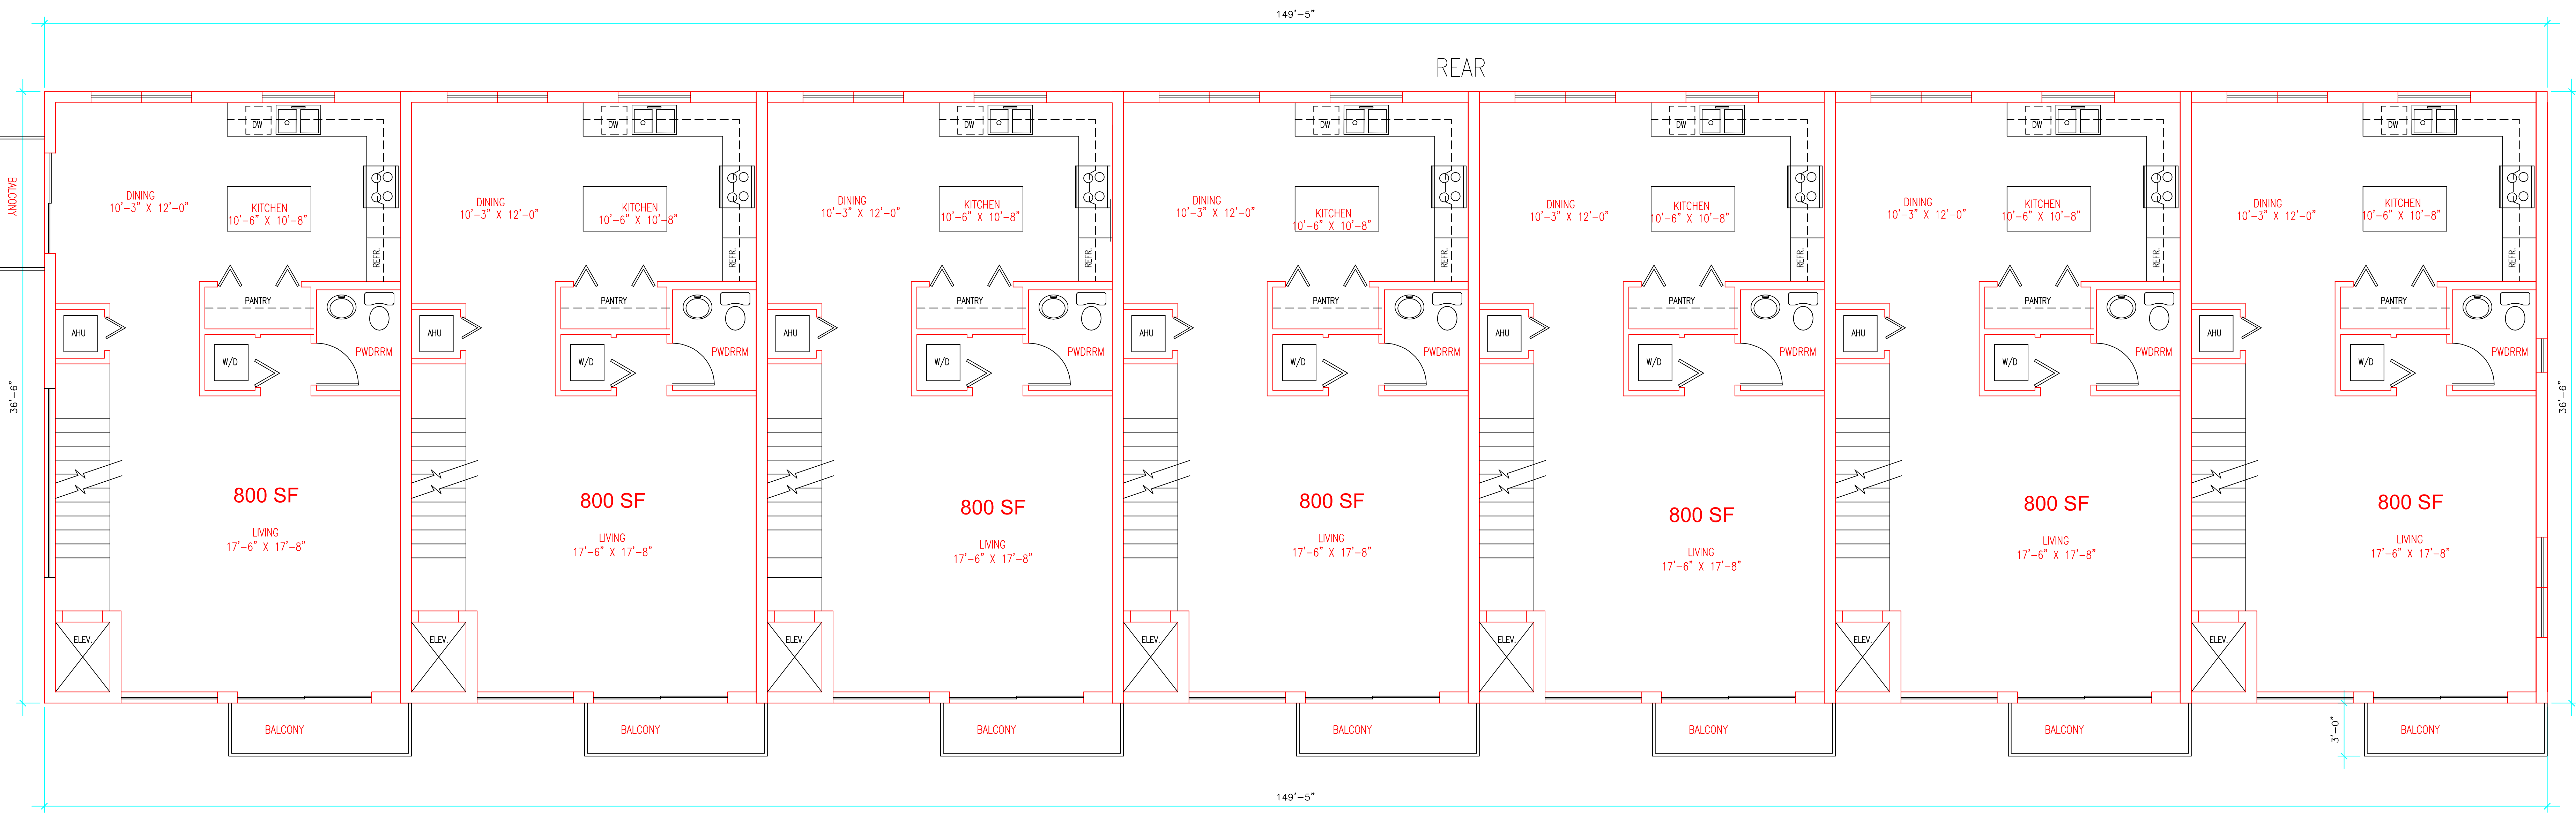 149'-5"
REAR
DW
DW
DW
DW
DW
DW
DW
BALCONY
DINING
10'-3" X 12'-0"
KITCHEN
10'-6" X 10'-8"
REFR.
DINING
10'-3" X 12'-0"
KITCHEN
10'-6" X 10'-8"
REFR.
DINING
10'-3" X 12'-0"
KITCHEN
10'-6" X 10'-8"
REFR.
DINING
10'-3" X 12'-0"
KITCHEN
10'-6" X 10'-8"
REFR.
DINING
10'-3" X 12'-0"
KITCHEN
10'-6" X 10'-8"
REFR.
DINING
10'-3" X 12'-0"
KITCHEN
10'-6" X 10'-8"
REFR.
DINING
10'-3" X 12'-0"
KITCHEN
10'-6" X 10'-8"
REFR.
PANTRY
PANTRY
PANTRY
PANTRY
PANTRY
PANTRY
PANTRY
AHU
W/D
PWDRRM
AHU
W/D
PWDRRM
AHU
W/D
PWDRRM
AHU
W/D
PWDRRM
AHU
W/D
PWDRRM
AHU
W/D
PWDRRM
AHU
W/D
PWDRRM
36'-6"
36'-6"
800 SF
LIVING
17'-6" X 17'-8"
800 SF
LIVING
17'-6" X 17'-8"
800 SF
LIVING
17'-6" X 17'-8"
800 SF
LIVING
17'-6" X 17'-8"
800 SF
LIVING
17'-6" X 17'-8"
800 SF
LIVING
17'-6" X 17'-8"
800 SF
LIVING
17'-6" X 17'-8"
ELEV.
ELEV.
ELEV.
ELEV.
ELEV.
ELEV.
ELEV.
BALCONY
BALCONY
BALCONY
BALCONY
BALCONY
BALCONY
3'-0"
BALCONY
149'-5"